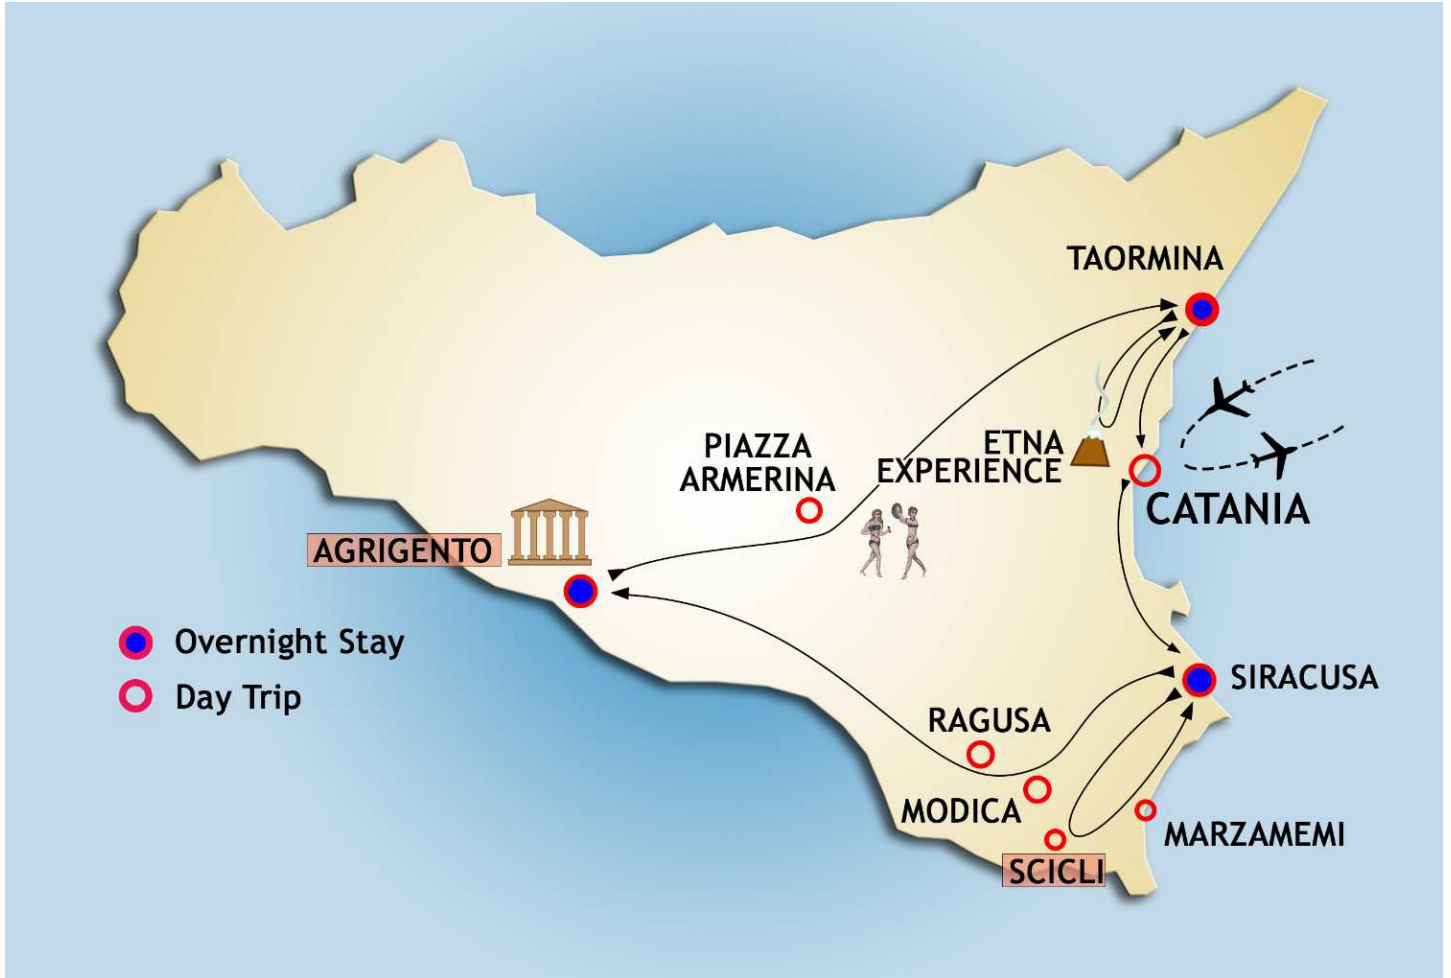 TAORMINA
PIAZZA
ARMERINA
ETNA
EXPERIENCE
CATANIA
AGRIGENTO
Overnight Stay
Day Trip
SIRACUSA
RAGUSA
MODICA
MARZAMEMI
SCICLI